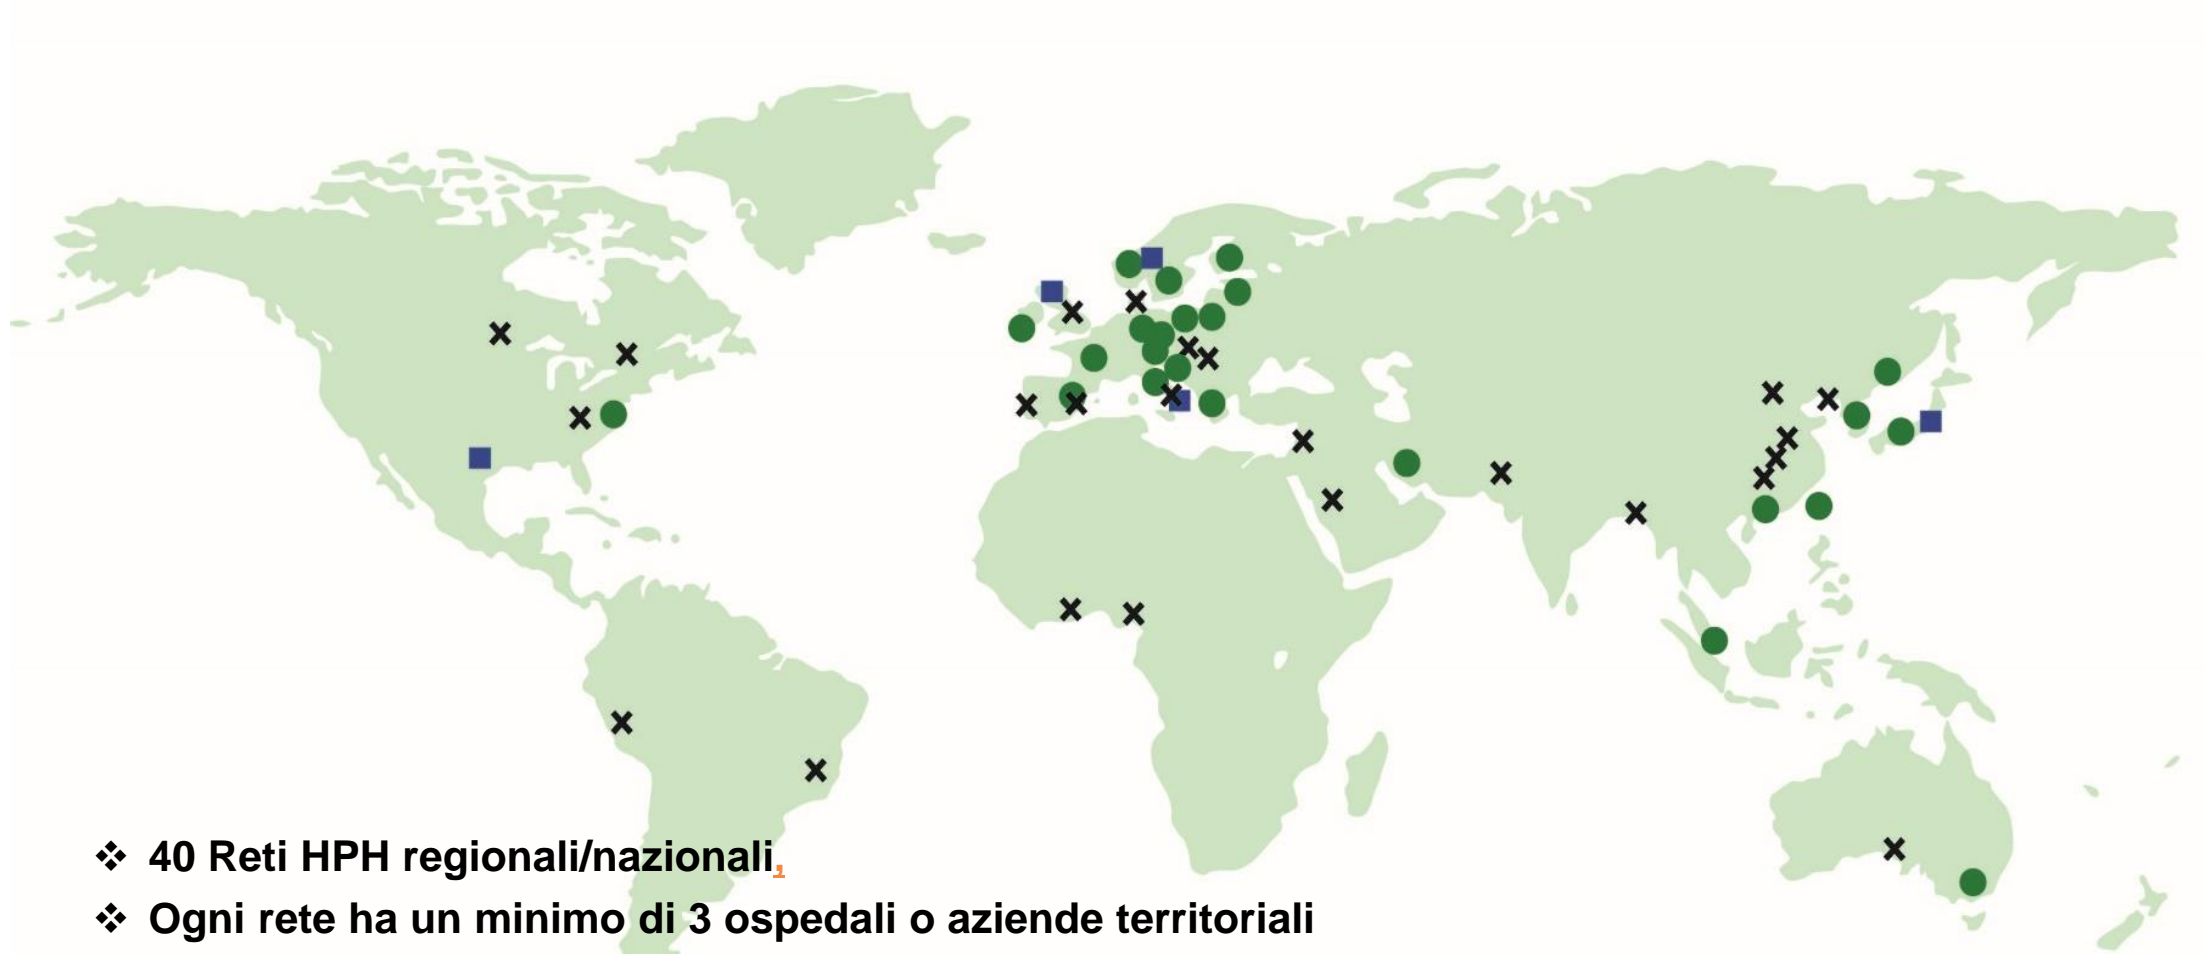 ❖ 40 Reti HPH regionali/nazionali,
❖ Ogni rete ha un minimo di 3 ospedali o aziende territoriali